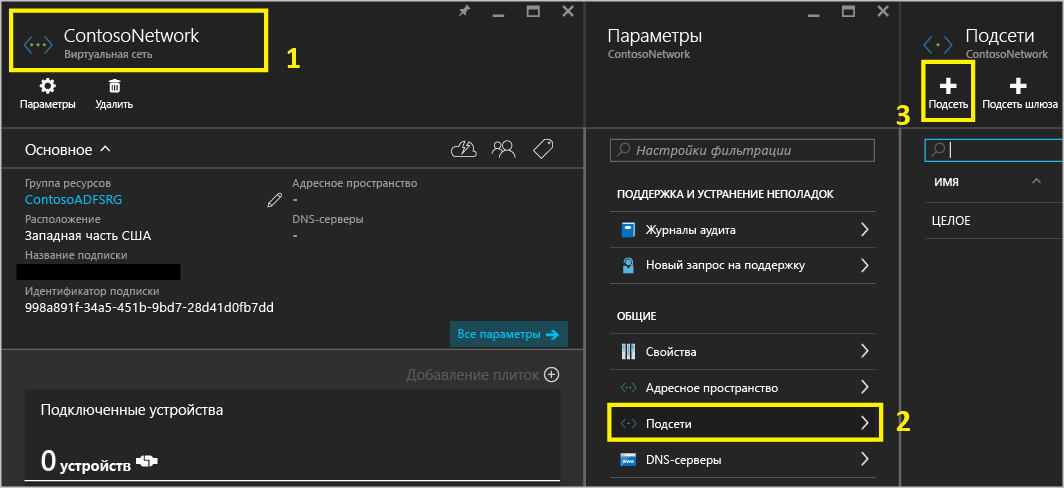 ContosoNetwork
Виртуальная сеть
1
Параметры
Удалить
Основное
Группа ресурсов
ContosoADFSRG
Расположение
Западная часть США
Название подписки
Идентификатор подписки
998a891f-34a5-451b-9bd7-28d41d0fb7dd
Адресное пространство
-
DNS-серверы
-
Все параметры
Добавление плиток
Подключенные устройства
0 устройств
Параметры
ContosoNetwork
Настройки фильтрации
ПОДДЕРЖКА И УСТРАНЕНИЕ НЕПОЛАДОК
Журналы аудита
Новый запрос на поддержку
ОБЩИЕ
Свойства
Адресное пространство
Подсети
2
DNS-серверы
Подсети
ContosoNetwork
3
Подсеть
Подсеть шлюза
ИМЯ
ЦЕЛОЕ